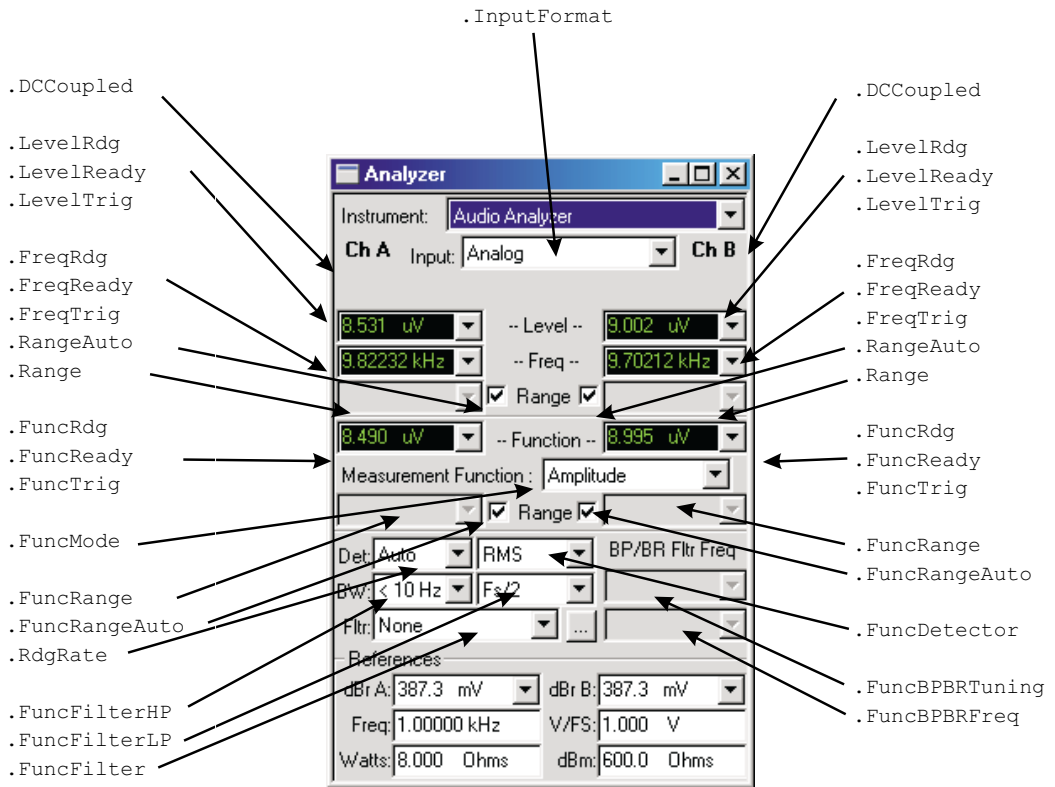 .InputFormat
.DCCoupled
.LevelRdg
.LevelReady
.LevelTrig
.FreqRdg
.FreqReady
.FreqTrig
.RangeAuto
.Range
.FuncRdg
.FuncReady
.FuncTrig
.FuncMode
.FuncRange
.FuncRangeAuto
.RdgRate
.FuncFilterHP
.FuncFilterLP
.FuncFilter
Analyzer
Instrument: Audio Analyzer
Ch A Input: Analog Ch B
8.531 uV -- Level -- 9.002 uV
9.82232 kHz -- Freq -- 9.70212 kHz
Range
8.490 uV -- Function -- 8.995 uV
Measurement Function : Amplitude
Range
Det: Auto RMS BP/BR Fltr Freq
BW: < 10 Hz Fs/2
Fltr: None ...
References
dBr A: 387.3 mV dBr B: 387.3 mV
Freq: 1.00000 kHz V/FS: 1.000 V
Watts: 8.000 Ohms dBm: 600.0 Ohms
.DCCoupled
.LevelRdg
.LevelReady
.LevelTrig
.FreqRdg
.FreqReady
.FreqTrig
.RangeAuto
.Range
.FuncRdg
.FuncReady
.FuncTrig
.FuncRange
.FuncRangeAuto
.FuncDetector
.FuncBPBRTuning
.FuncBPBRFreq